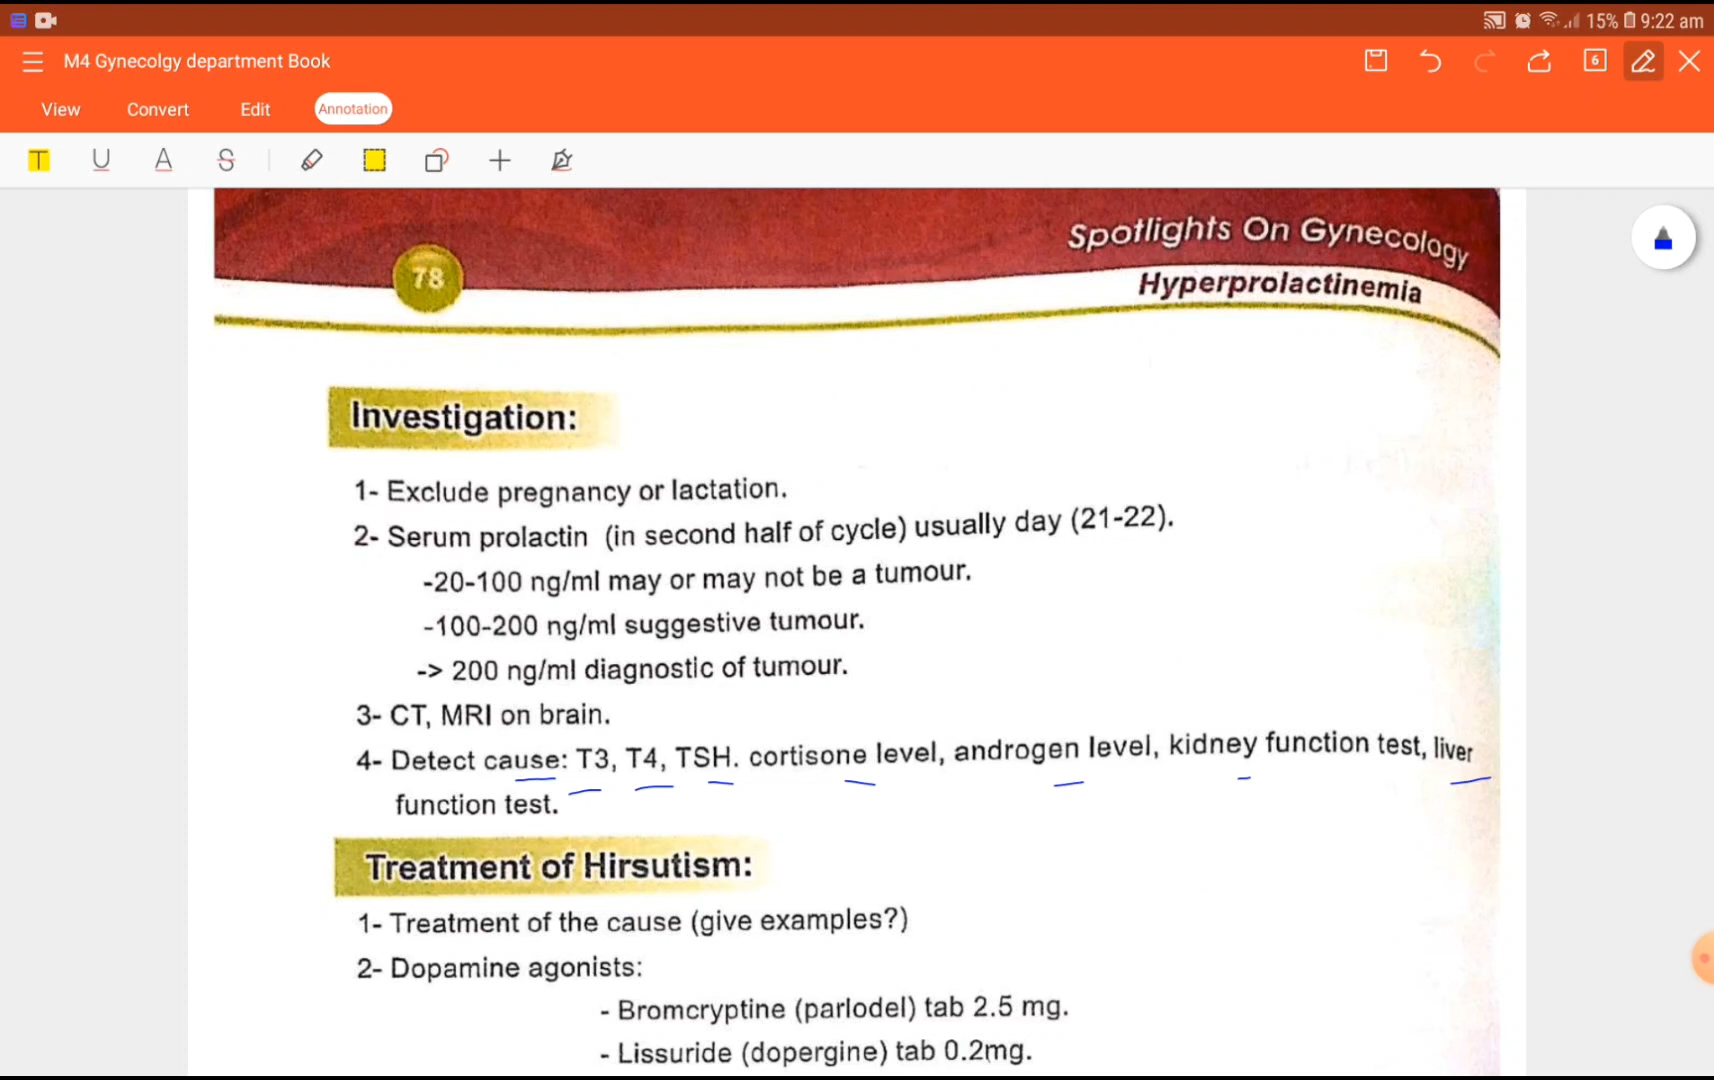 15% 9:22 am
M4 Gynecolgy department Book
6
View Convert Edit Annotation
T U A S
Spotlights On Gynecology
78
Hyperprolactinemia
Investigation:
1- Exclude pregnancy or lactation.
2- Serum prolactin (in second half of cycle) usually day (21-22).
-20-100 ng/ml may or may not be a tumour.
-100-200 ng/ml suggestive tumour.
-> 200 ng/ml diagnostic of tumour.
3- CT, MRI on brain.
4- Detect cause: T3, T4, TSH. cortisone level, androgen level, kidney function test, liver
function test.
Treatment of Hirsutism:
1- Treatment of the cause (give examples?)
2- Dopamine agonists:
- Bromcryptine (parlodel) tab 2.5 mg.
- Lissuride (dopergine) tab 0.2mg.